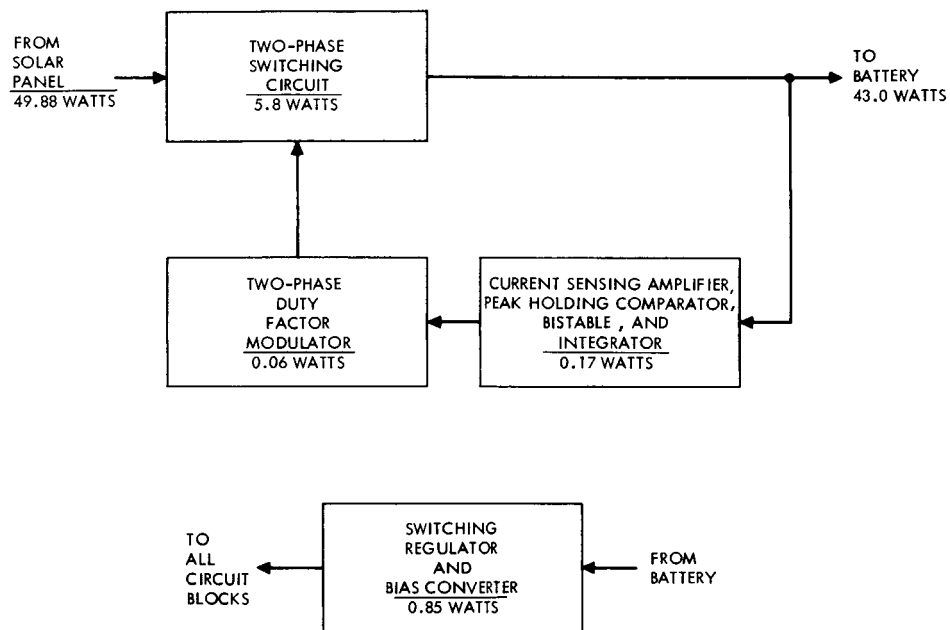 FROM
SOLAR
PANEL
49.88 WATTS
TWO-PHASE
SWITCHING
CIRCUIT
5.8 WATTS
TO
BATTERY
43.0 WATTS
TWO-PHASE
DUTY
FACTOR
MODULATOR
0.06 WATTS
CURRENT SENSING AMPLIFIER,
PEAK HOLDING COMPARATOR,
BISTABLE , AND
INTEGRATOR
0.17 WATTS
TO
ALL
CIRCUIT
BLOCKS
SWITCHING
REGULATOR
AND
BIAS CONVERTER
0.85 WATTS
FROM
BATTERY